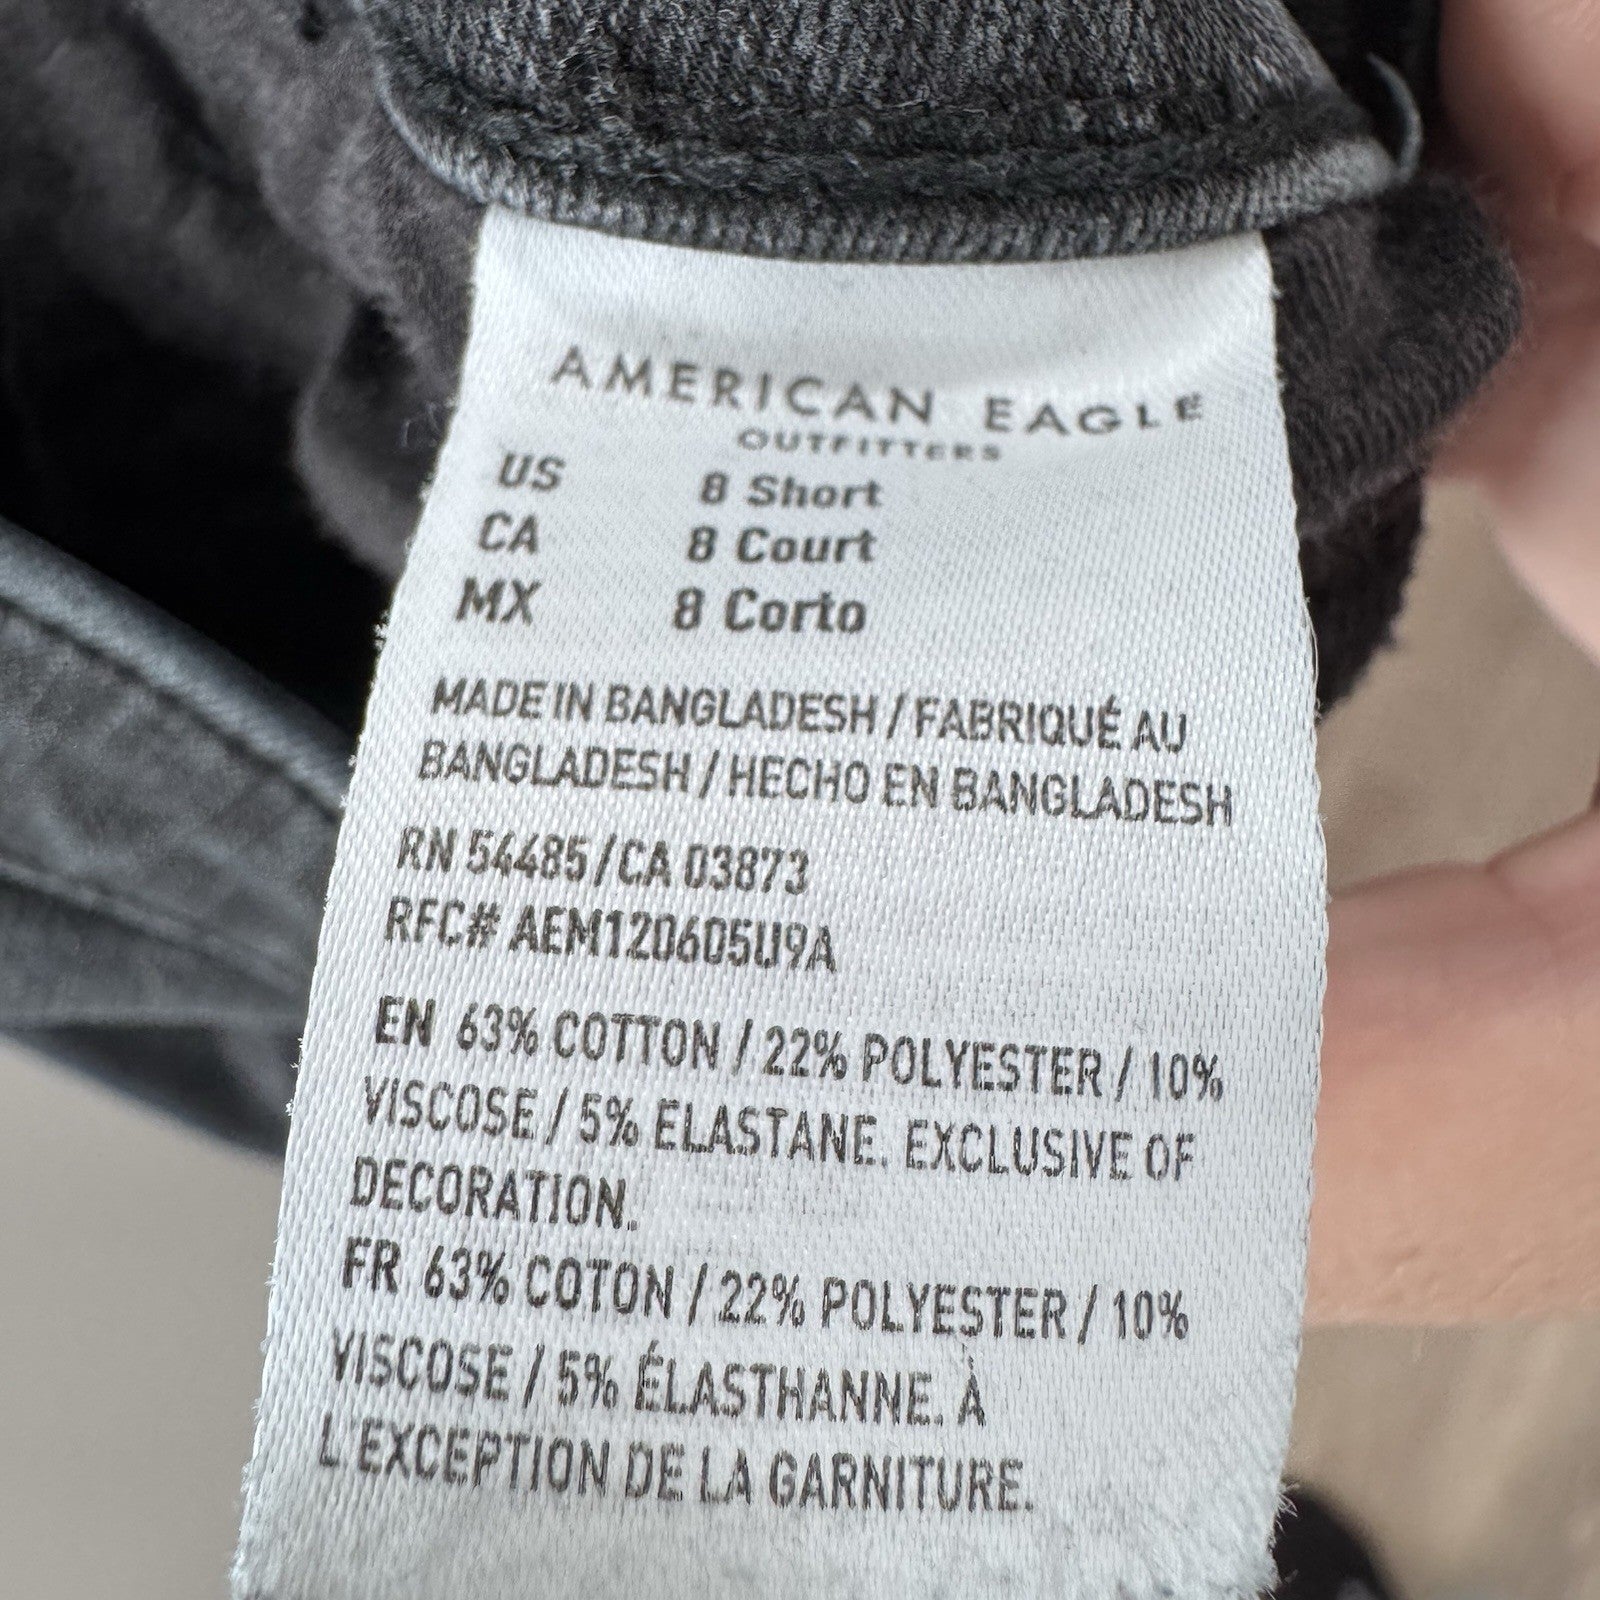 AMERICAN EAGLE
OUTFITTERS
US 8 Short
CA 8 Court
MX 8 Corto
MADE IN BANGLADESH / FABRIQUÉ AU
BANGLADESH / HECHO EN BANGLADESH
RN 54485 / CA 03873
RFC# AEM120605U9A
EN 63% COTTON / 22% POLYESTER / 10%
VISCOSE / 5% ELASTANE. EXCLUSIVE OF
DECORATION.
FR 63% COTON / 22% POLYESTER / 10%
VISCOSE / 5% ÉLASTHANNE. À
L'EXCEPTION DE LA GARNITURE.